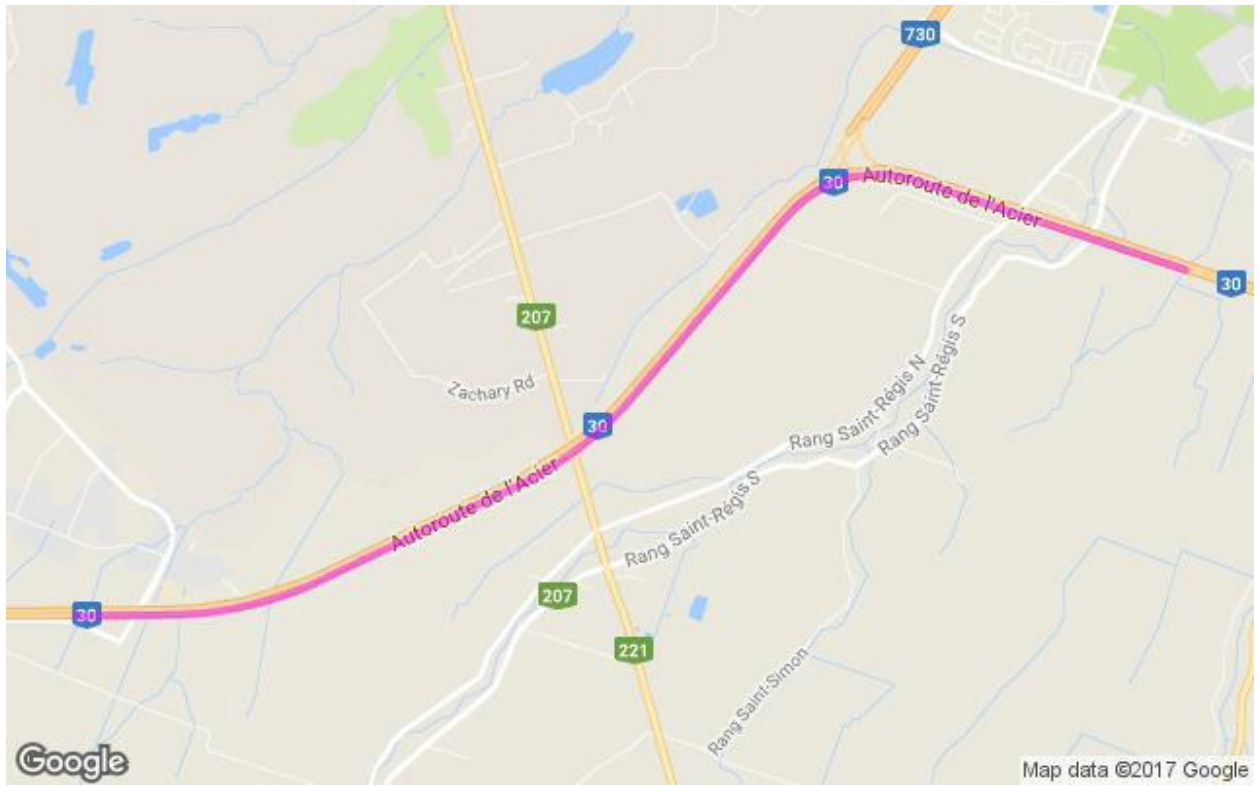 730
30
Autoroute de l'Acier
30
207
Zachary Rd
30
Rang Saint-Régis N
Rang Saint-Régis S
Autoroute de l'Acier
Rang Saint-Régis S
207
30
221
Rang Saint-Simon
Google
Map data ©2017 Google